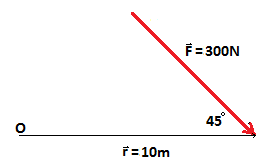 F⃗ = 300N
45°
O
r⃗ = 10m